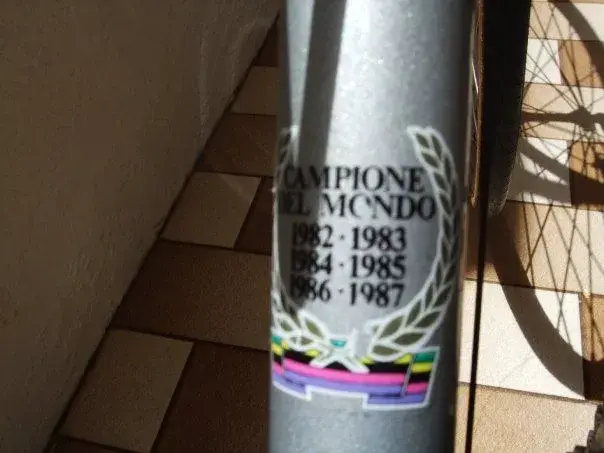 CAMPIONE
DEL MONDO
1982 · 1983
1984 · 1985
1986 · 1987